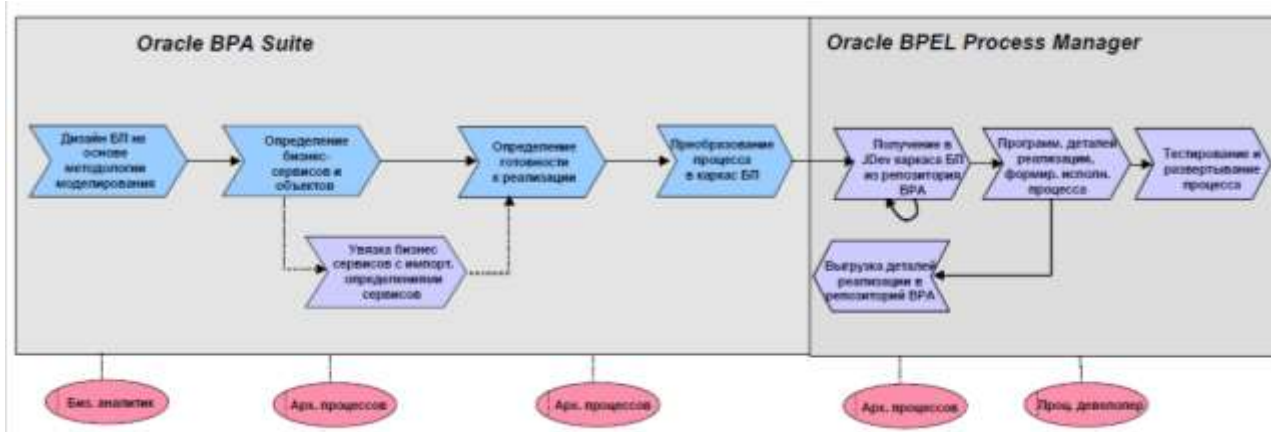 Oracle BPA Suite
Oracle BPEL Process Manager
Дизайн БП на
основе
методологии
моделирования
Определение
бизнес-
сервисов и
объектов
Определение
готовности
к реализации
Приобразование
процесса
в каркас БП
Получение в
JDev каркаса БП
из репозитория
BPA
Программ. деталей
реализации,
формир. исполн.
процесса
Тестирование и
развертывание
процесса
Увязка бизнес
сервисов с импорт.
определениями
сервисов
Выгрузка деталей
реализации в
репозиторий BPA
Биз. аналитик
Арх. процессов
Арх. процессов
Арх. процессов
Проц. девелопер